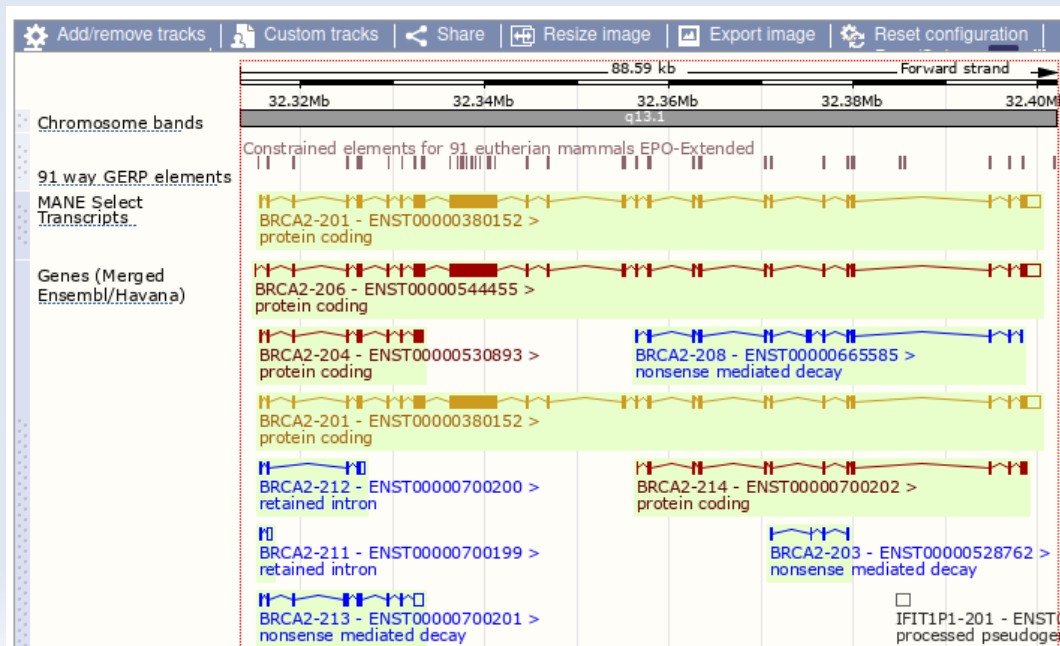 Add/remove tracks Custom tracks Share Resize image Export image Reset configuration
88.59 kb Forward strand
32.32Mb 32.34Mb 32.36Mb 32.38Mb 32.40M
Chromosome bands q13.1
Constrained elements for 91 eutherian mammals EPO-Extended
91 way GERP elements
MANE Select
Transcripts
BRCA2-201 - ENST00000380152 >
protein coding
Genes (Merged
Ensembl/Havana)
BRCA2-206 - ENST00000544455 >
protein coding
BRCA2-204 - ENST00000530893 > BRCA2-208 - ENST00000665585 >
protein coding nonsense mediated decay
BRCA2-201 - ENST00000380152 >
protein coding
BRCA2-212 - ENST00000700200 > BRCA2-214 - ENST00000700202 >
retained intron protein coding
BRCA2-211 - ENST00000700199 > BRCA2-203 - ENST00000528762 >
retained intron nonsense mediated decay
BRCA2-213 - ENST00000700201 > IFIT1P1-201 - ENST
nonsense mediated decay processed pseudoge